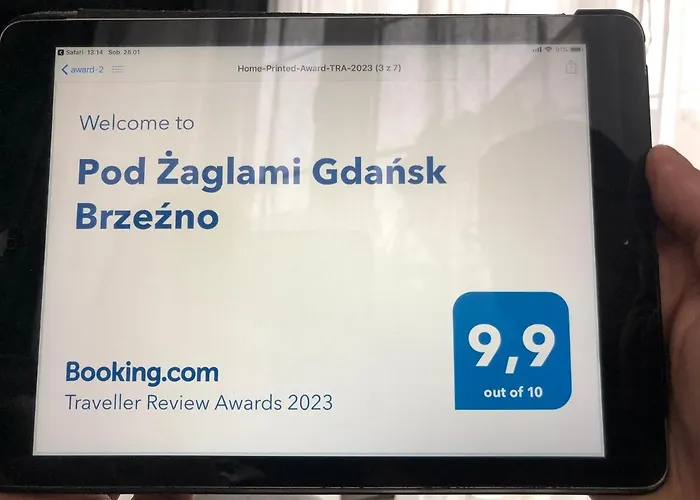 Safari 13:14 Sob. 28 01
91%
award-2
Home-Printed-Award-TRA-2023 (3 z 7)
Welcome to
Pod Żaglami Gdańsk
Brzeźno
9,9
out of 10
Booking.com
Traveller Review Awards 2023